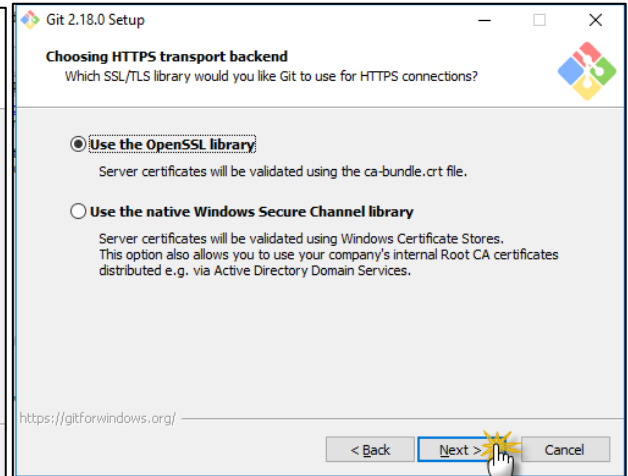 Git 2.18.0 Setup
Choosing HTTPS transport backend
Which SSL/TLS library would you like Git to use for HTTPS connections?
Use the OpenSSL library
Server certificates will be validated using the ca-bundle.crt file.
Use the native Windows Secure Channel library
Server certificates will be validated using Windows Certificate Stores.
This option also allows you to use your company's internal Root CA certificates
distributed e.g. via Active Directory Domain Services.
https://gitforwindows.org/
< Back Next > Cancel